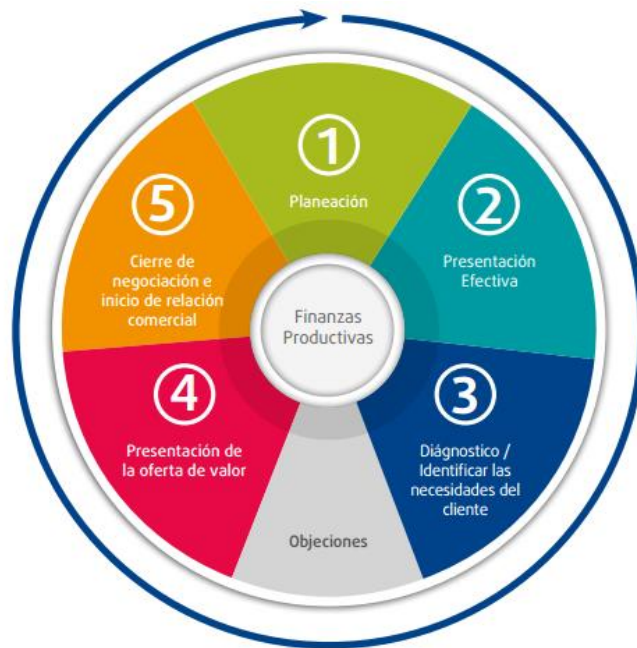 1
Planeación
2
Presentación
Efectiva
3
Diágnostico /
Identificar las
necesidades del
cliente
Objeciones
4
Presentación de
la oferta de valor
5
Cierre de
negociación e
inicio de relación
comercial
Finanzas
Productivas